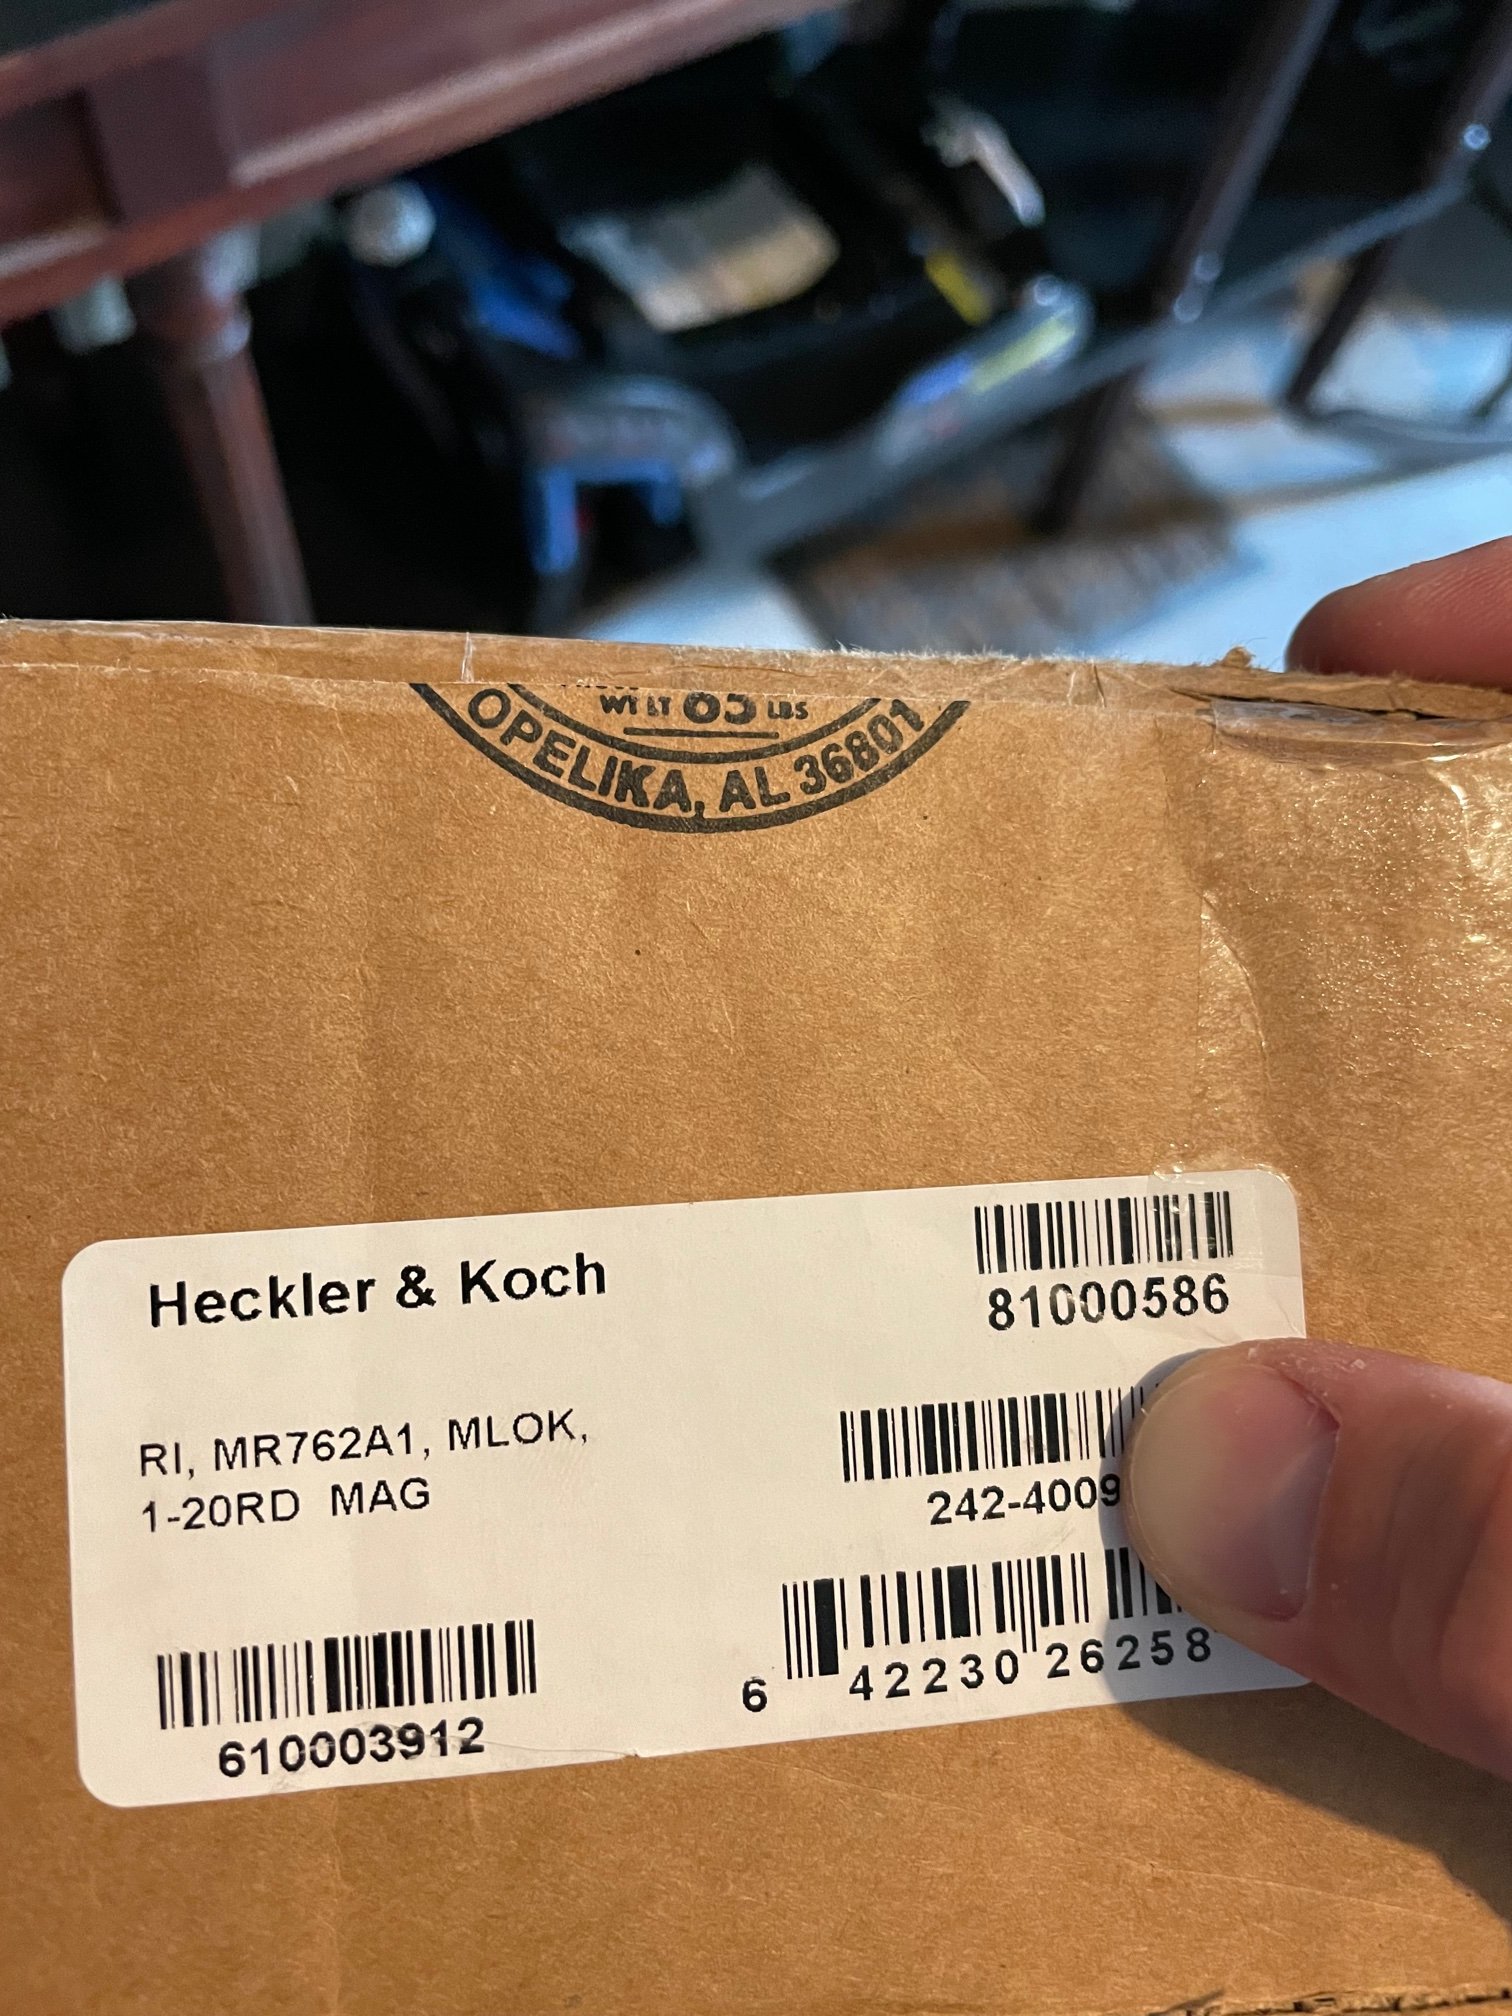 WT LT 65 LBS
OPELIKA, AL 36801
Heckler & Koch
81000586
RI, MR762A1, MLOK,
1-20RD MAG
242-4009
610003912
6 42230 26258